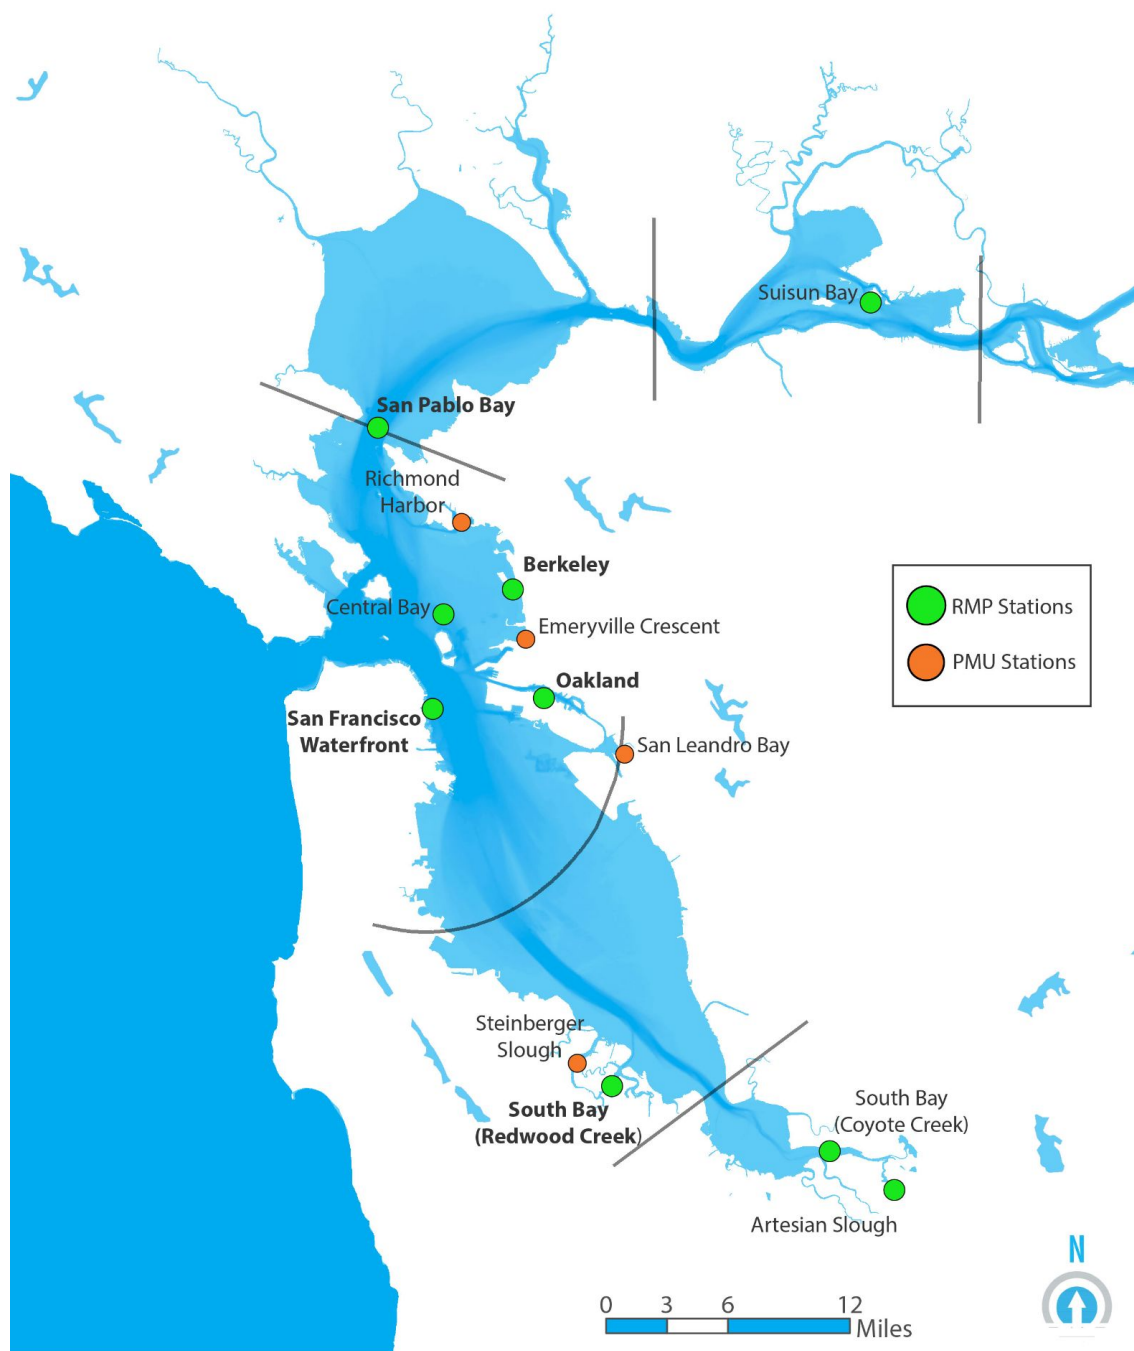 Suisun Bay
San Pablo Bay
Richmond
Harbor
Berkeley
Central Bay
Emeryville Crescent
RMP Stations
PMU Stations
Oakland
San Francisco
Waterfront
San Leandro Bay
Steinberger
Slough
South Bay
(Redwood Creek)
South Bay
(Coyote Creek)
Artesian Slough
N
0 3 6 12
Miles